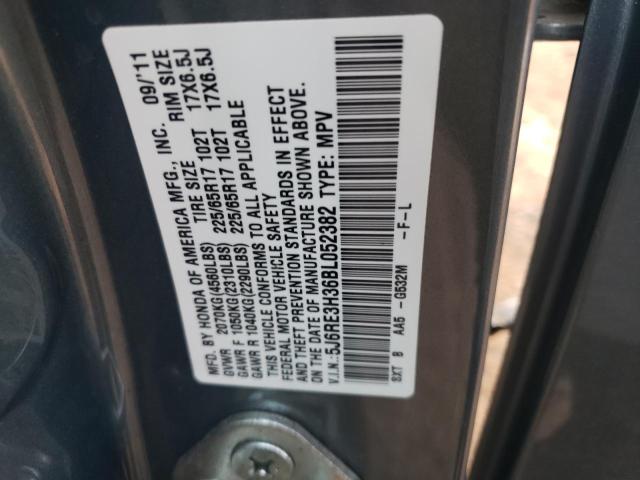 MFD. BY HONDA OF AMERICA MFG., INC. 09/'11
TIRE SIZE RIM SIZE
GVWR 2070KG(4560LBS) 225/65R17 102T 17X6.5J
GAWR F 1050KG(2310LBS) 225/65R17 102T 17X6.5J
GAWR R 1040KG(2290LBS)
THIS VEHICLE CONFORMS TO ALL APPLICABLE
FEDERAL MOTOR VEHICLE SAFETY
AND THEFT PREVENTION STANDARDS IN EFFECT
ON THE DATE OF MANUFACTURE SHOWN ABOVE.
V.I.N.: 5J6RE3H36BL052382 TYPE: MPV
SXT B AA5 - G532M - F - L